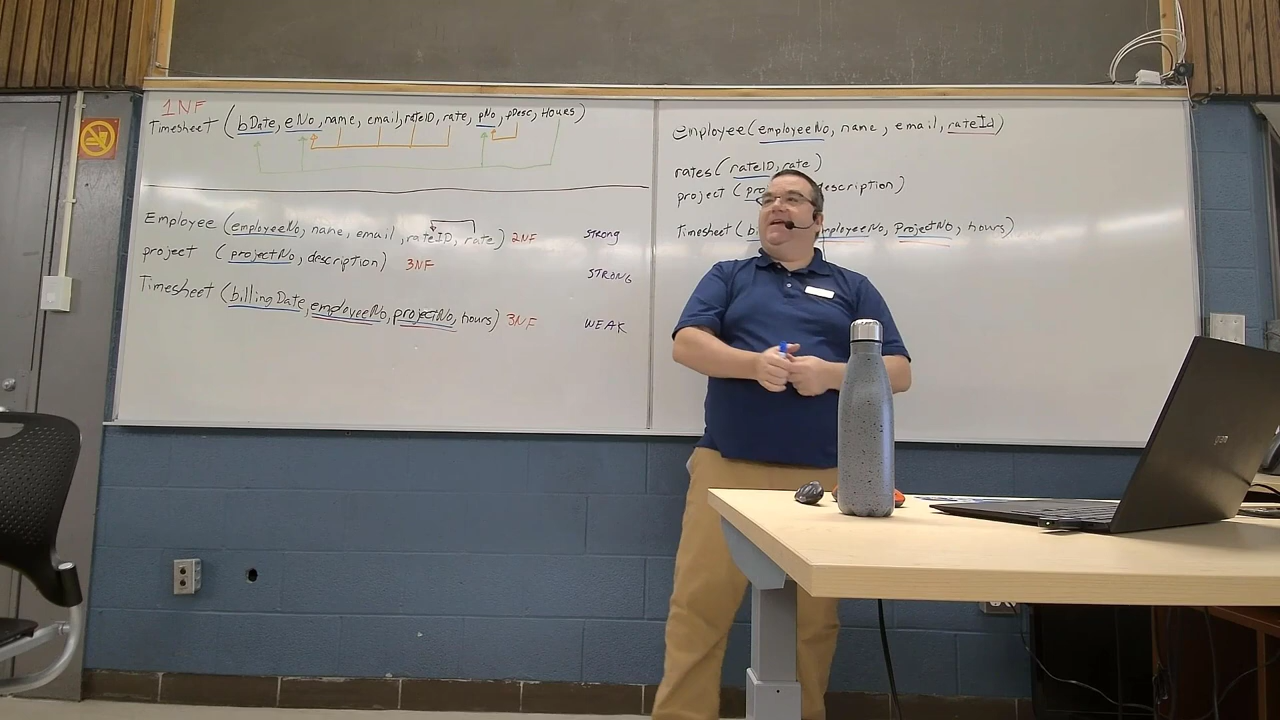 1NF
Timesheet (bDate, eNo, name, email, rateID, rate, pNo, pDesc, Hours)
Employee (employeeNo, name, email, rateID, rate) 2NF STRONG
project (projectNo, description) 3NF STRONG
Timesheet (billingDate, employeeNo, projectNo, hours) 3NF WEAK
employee (employeeNo, name, email, rateId)
rates (rateID, rate)
project ( description)
Timesheet ( employeeNo, ProjectNo, hours)